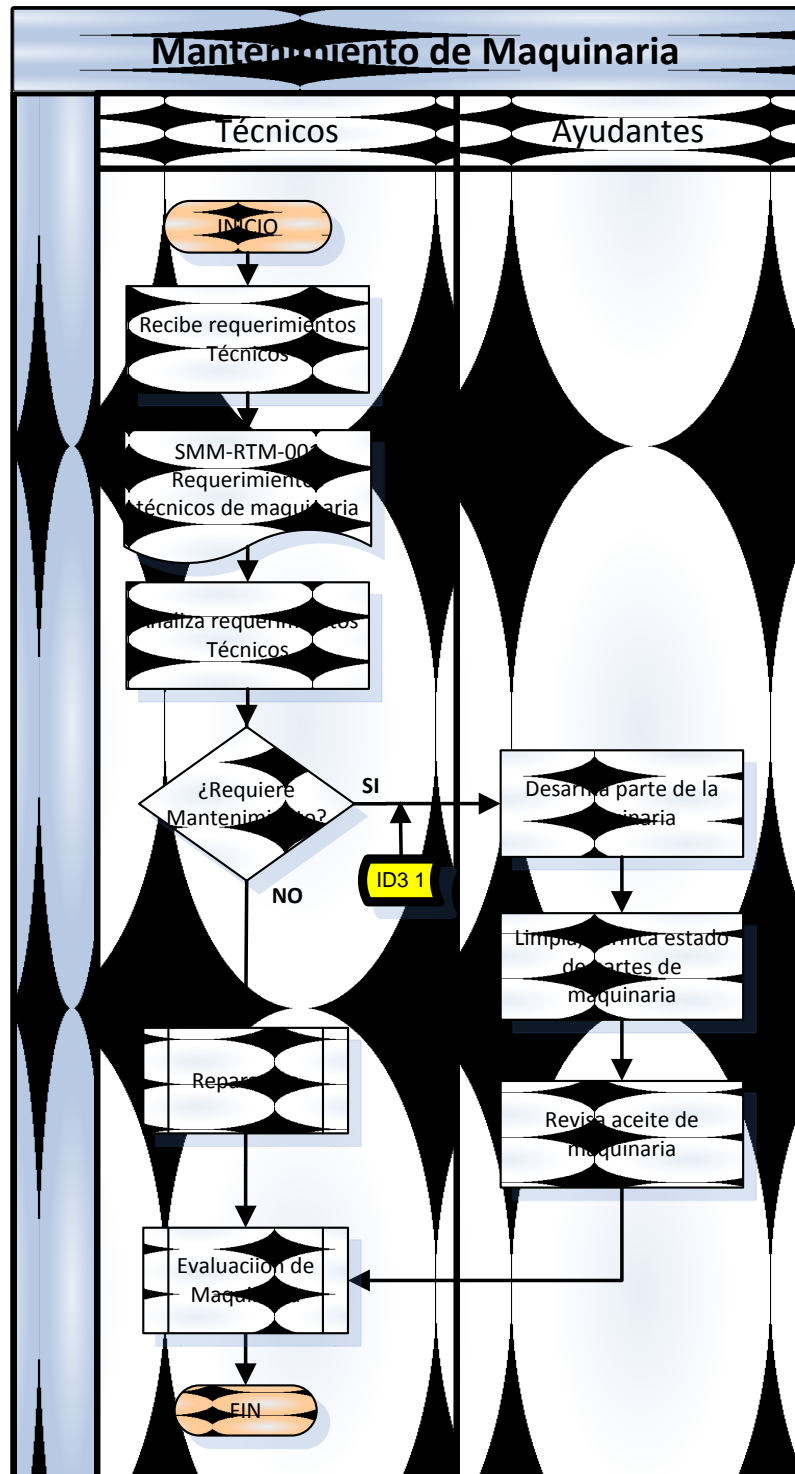 Mantenimiento de Maquinaria
Técnicos
Ayudantes
INICIO
Recibe requerimientos
Técnicos
SMM-RTM-001
Requerimientos
técnicos de maquinaria
Analiza requerimientos
Técnicos
¿Requiere
Mantenimiento?
SI
NO
ID3 1
Desarma parte de la
maquinaria
Limpia, verifica estado
de partes de
maquinaria
Revisa aceite de
maquinaria
Evaluaciion de
Maquinaria
FIN